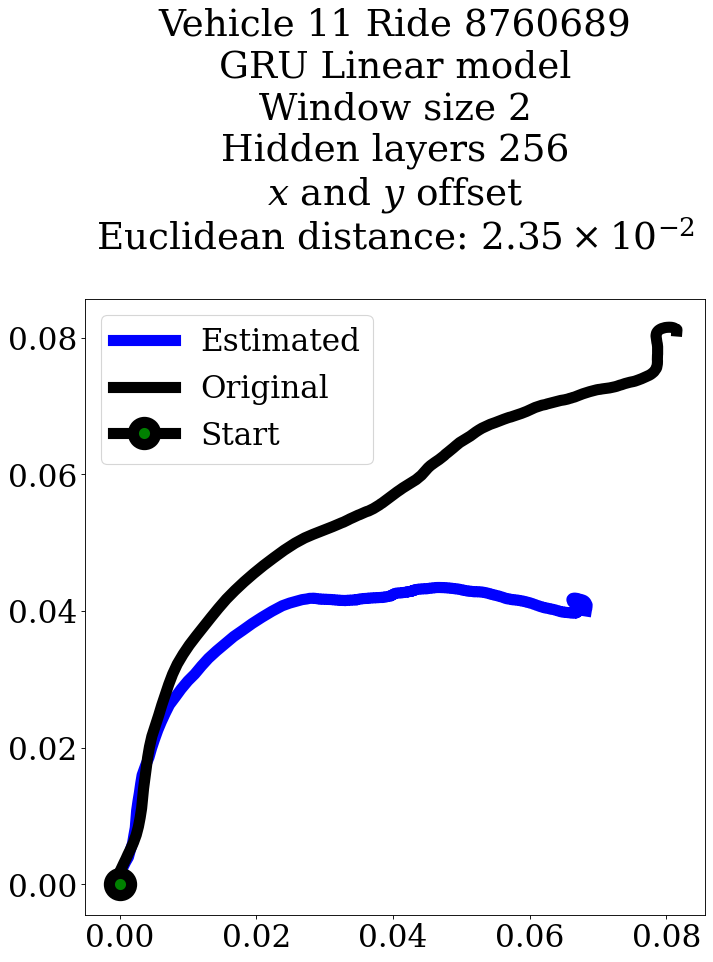 Vehicle 11 Ride 8760689
GRU Linear model
Window size 2
Hidden layers 256
x and y offset
Euclidean distance: 2.35 × 10⁻²
Estimated
Original
Start
0.08
0.06
0.04
0.02
0.00
0.00 0.02 0.04 0.06 0.08